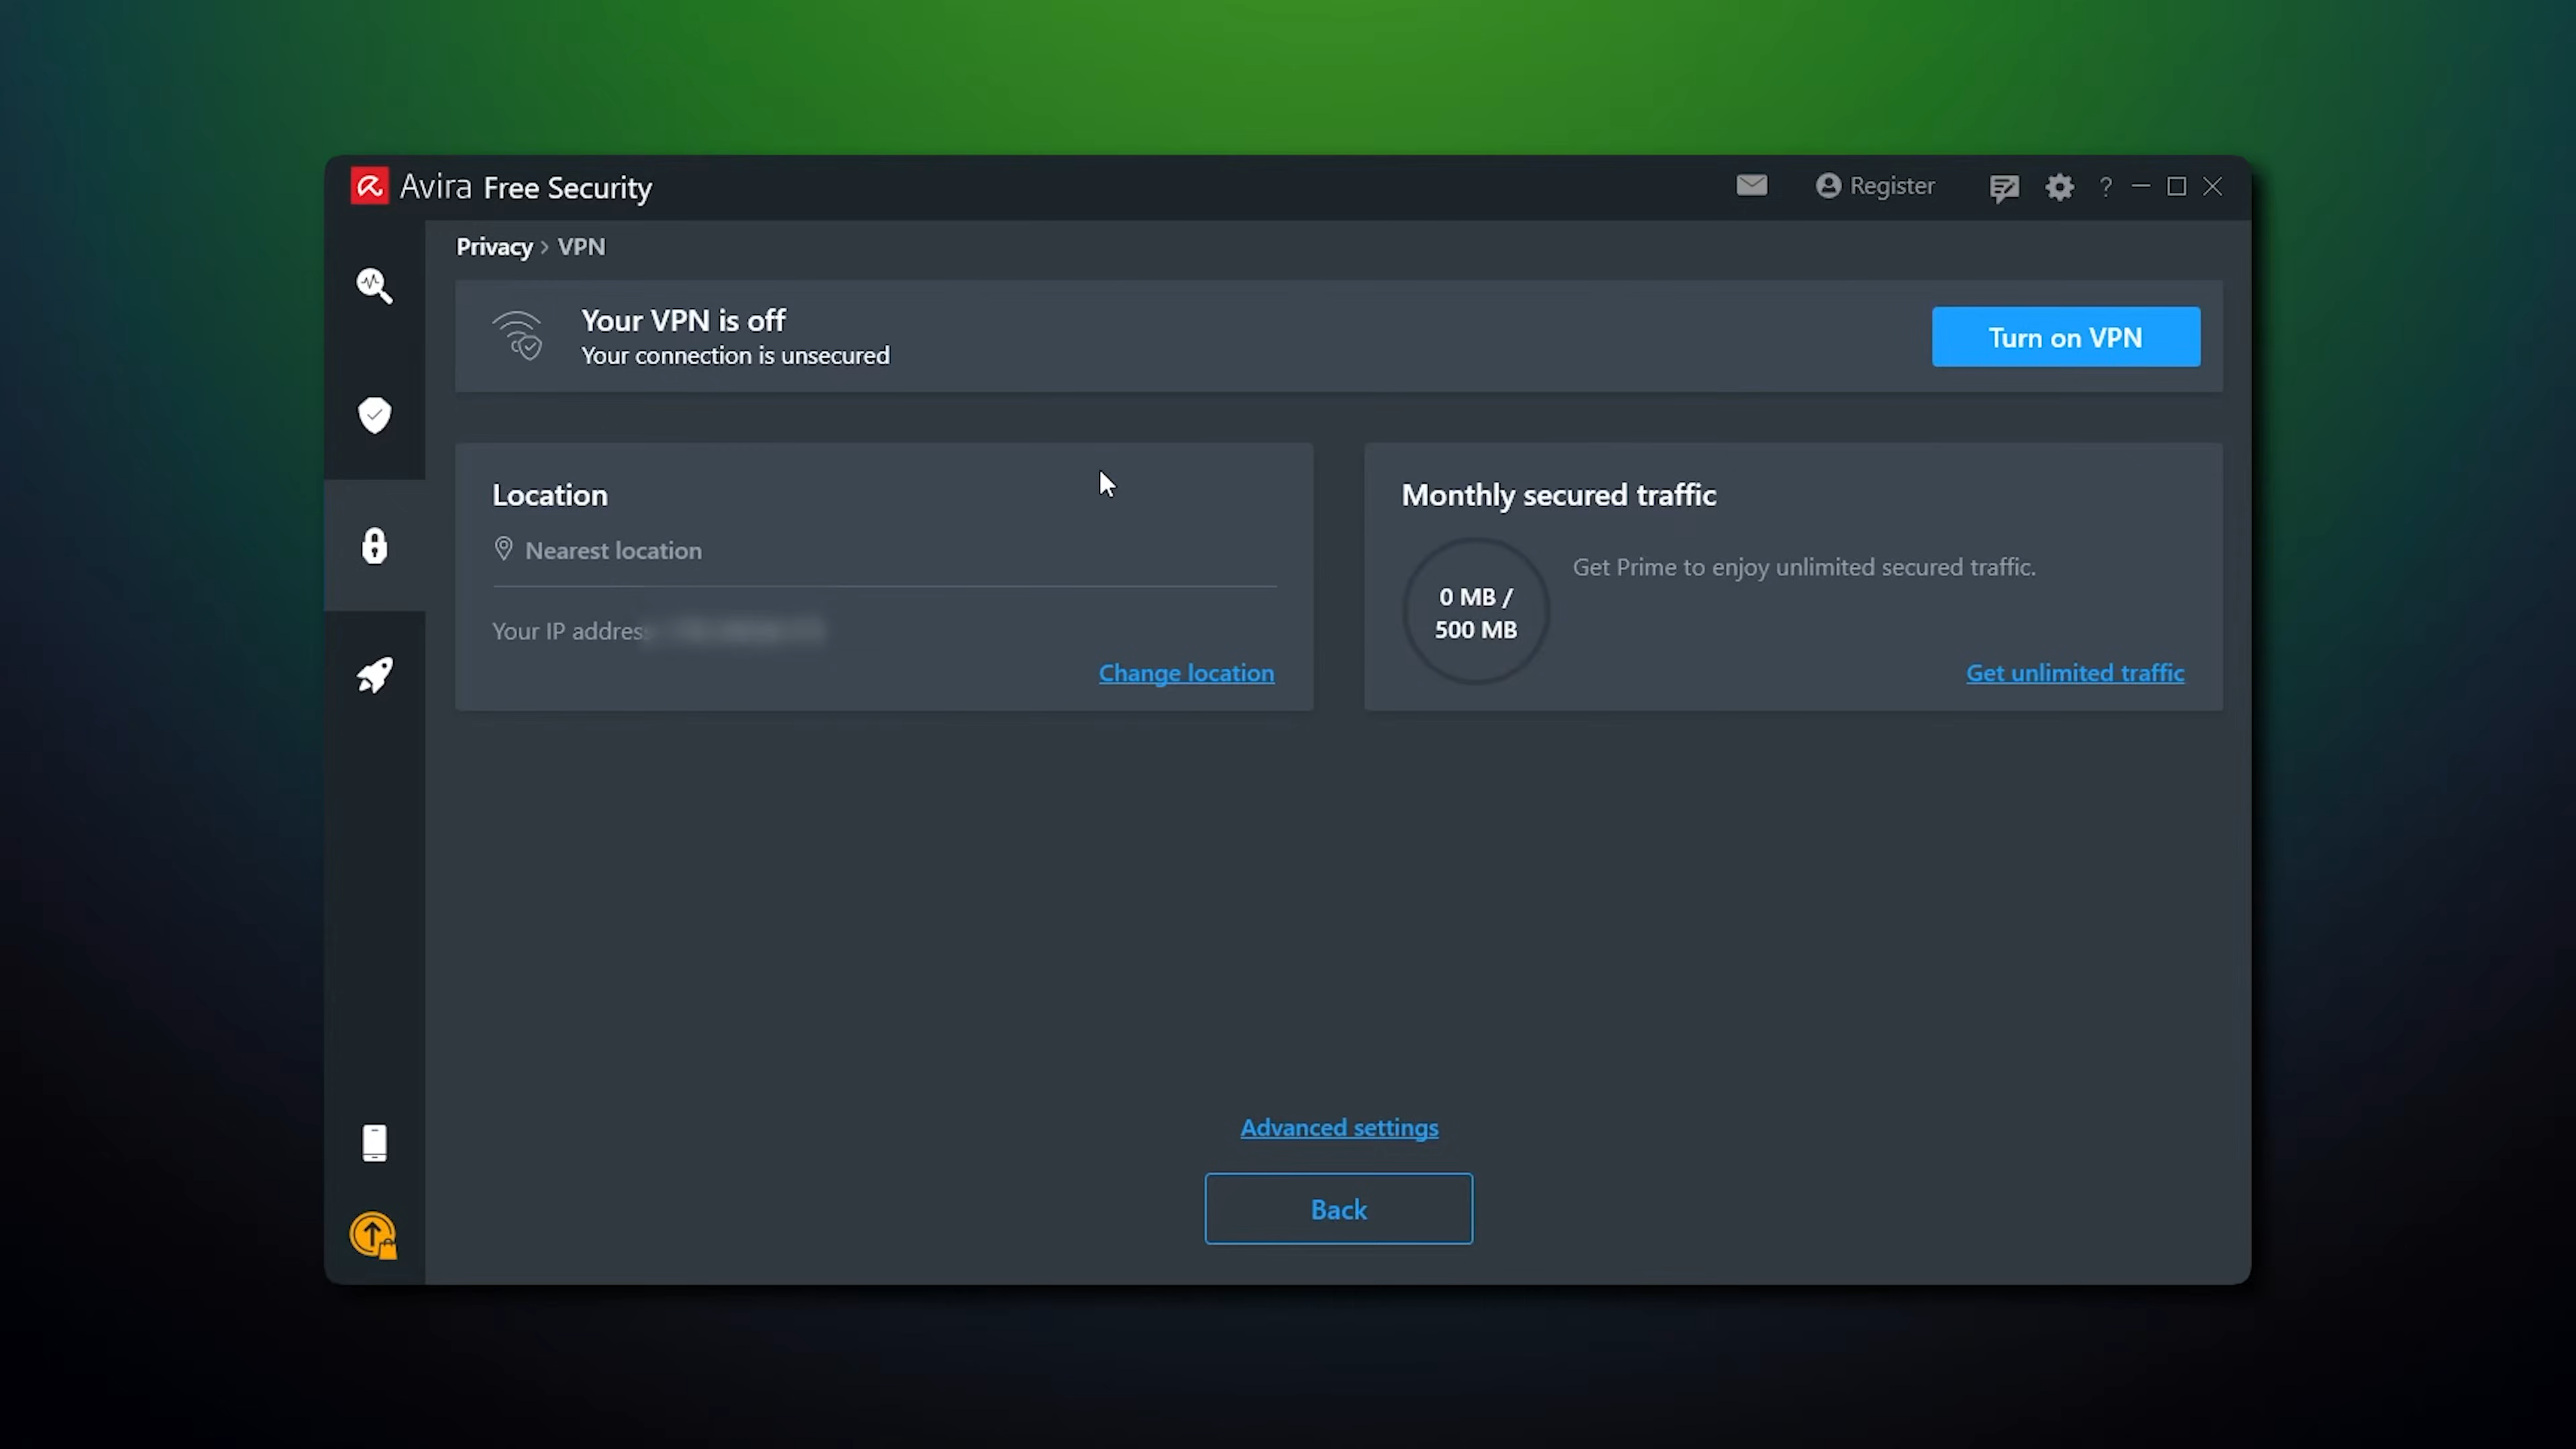 Avira Free Security
Register
?
Privacy › VPN
Your VPN is off
Your connection is unsecured
Turn on VPN
Location
Nearest location
Your IP address
Change location
Monthly secured traffic
0 MB /
500 MB
Get Prime to enjoy unlimited secured traffic.
Get unlimited traffic
Advanced settings
Back